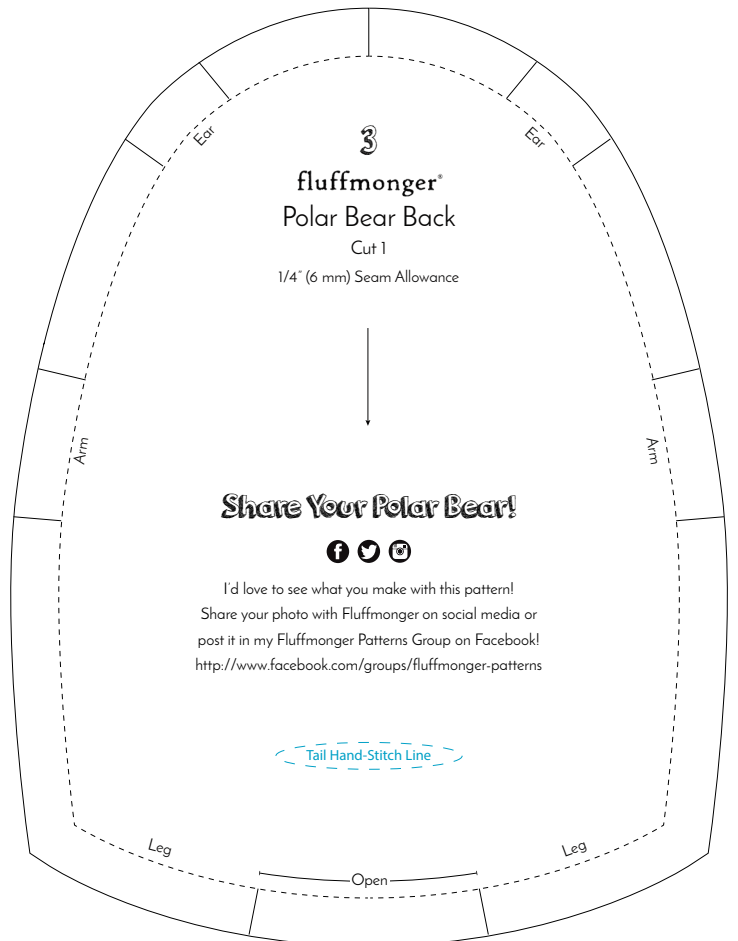 Ear
Ear
3
fluffmonger®
Polar Bear Back
Cut 1
1/4" (6 mm) Seam Allowance
Arm
Arm
Share Your Polar Bear!
I'd love to see what you make with this pattern!
Share your photo with Fluffmonger on social media or
post it in my Fluffmonger Patterns Group on Facebook!
http://www.facebook.com/groups/fluffmonger-patterns
Tail Hand-Stitch Line
Leg
Leg
Open